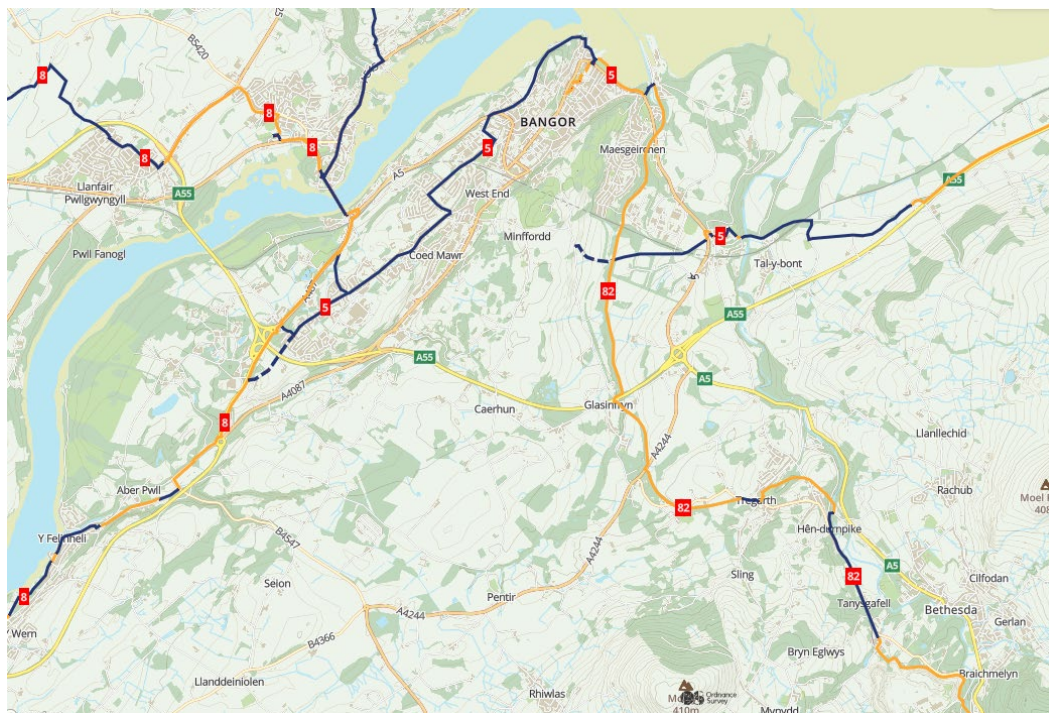 B5420
8
8
5
BANGOR
8
A5
5
Maesgeirchen
8
8
A55
A55
Llanfair
Pwllgwyngyll
West End
Minffordd
5
Pwll Fanogl
Coed Mawr
Tal-y-bont
82
5
A55
A55
A5
A4087
8
Caerhun
Glasinfryn
Llanllechid
A4244
Aber Pwll
82
Tregarth
Rachub
Moel
408
Y Felinheli
B4547
A4244
A5
Seion
Sling
82
Cilfodan
8
Pentir
Tanysgafell
Bethesda
Y Wern
A4244
Gerlan
B4366
Bryn Eglwys
Braichmelyn
Llanddeiniolen
Rhiwlas
Ordnance
Survey
410m
Mynydd